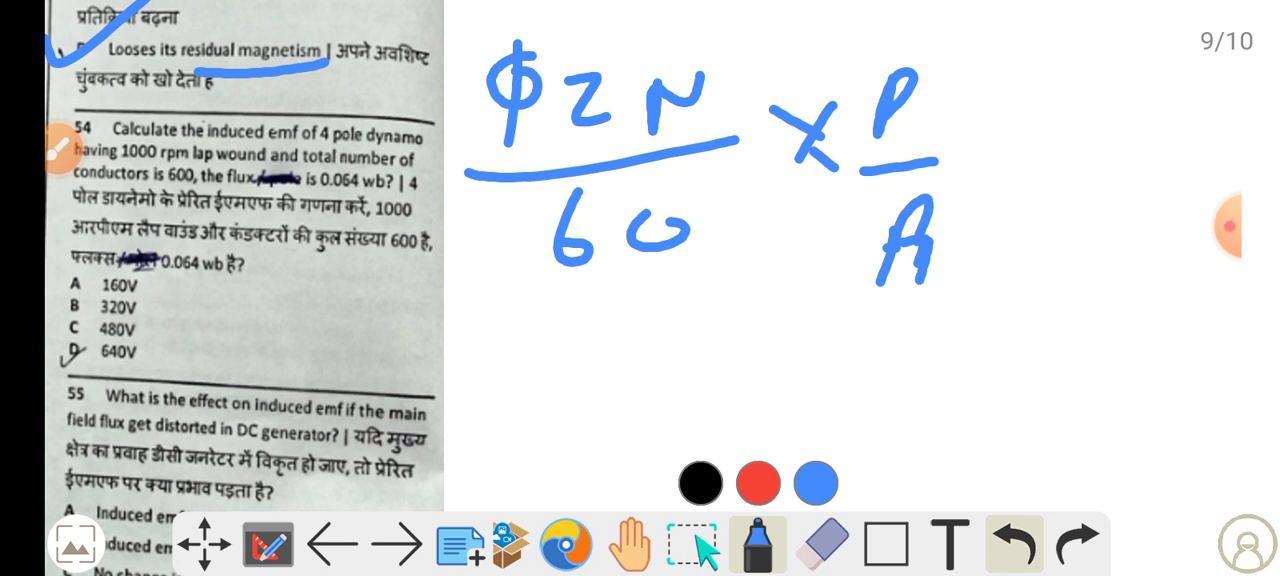 प्रतिक्रिया बढ़ना
Looses its residual magnetism | अपने अवशिष्ट
चुंबकत्व को खो देता ह
9/10
54 Calculate the induced emf of 4 pole dynamo
having 1000 rpm lap wound and total number of
conductors is 600, the flux is 0.064 wb? | 4
पोल डायनेमो के प्रेरित ईएमएफ की गणना करें, 1000
आरपीएम लैप वाउंड और कंडक्टरों की कुल संख्या 600 है,
फ्लक्स 0.064 wb है?
A 160V
B 320V
C 480V
D 640V
55 What is the effect on induced emf if the main
field flux get distorted in DC generator? | यदि मुख्य
क्षेत्र का प्रवाह डीसी जनरेटर में विकृत हो जाए, तो प्रेरित
ईएमएफ पर क्या प्रभाव पड़ता है?
A Induced em
duced en
No chang
ϕ Z N × P
60 A
T